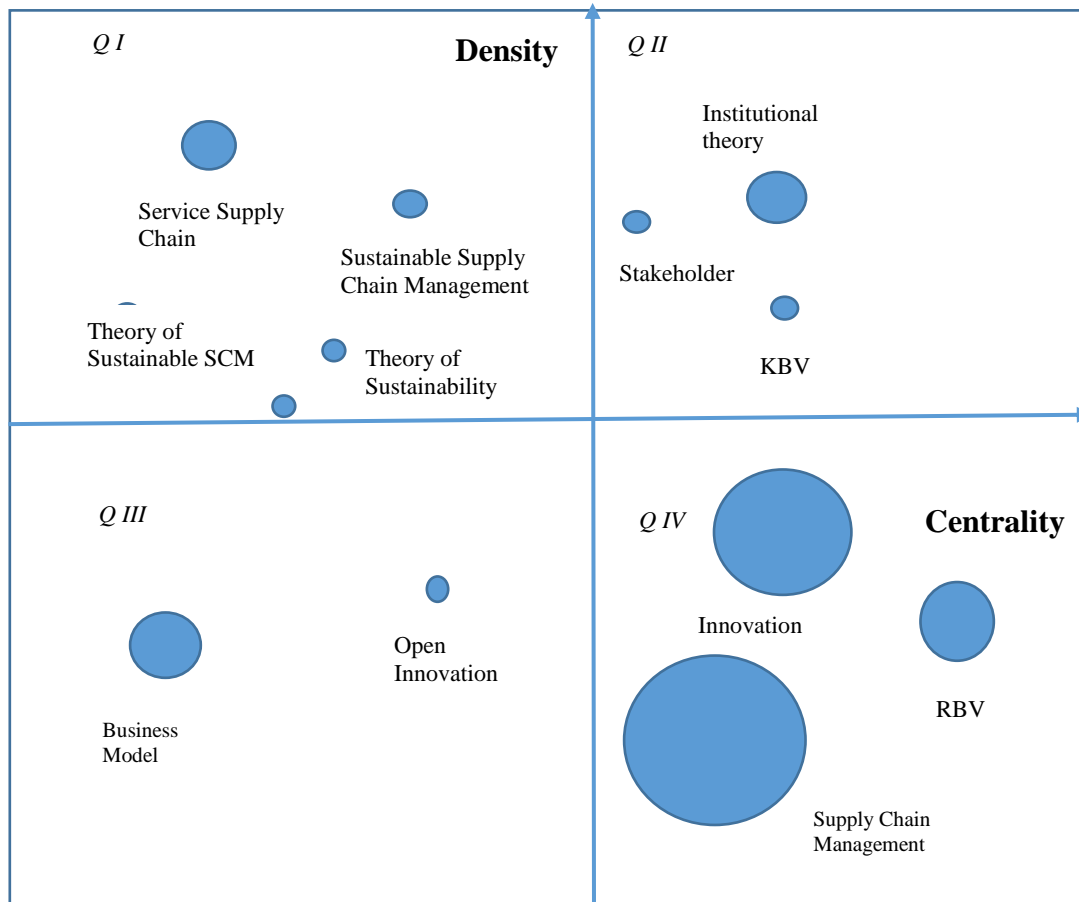 Q I
Density
Q II
Institutional
theory
Service Supply
Chain
Sustainable Supply
Chain Management
Stakeholder
Theory of
Sustainable SCM
Theory of
Sustainability
KBV
Q III
Q IV
Centrality
Innovation
Open
Innovation
RBV
Business
Model
Supply Chain
Management